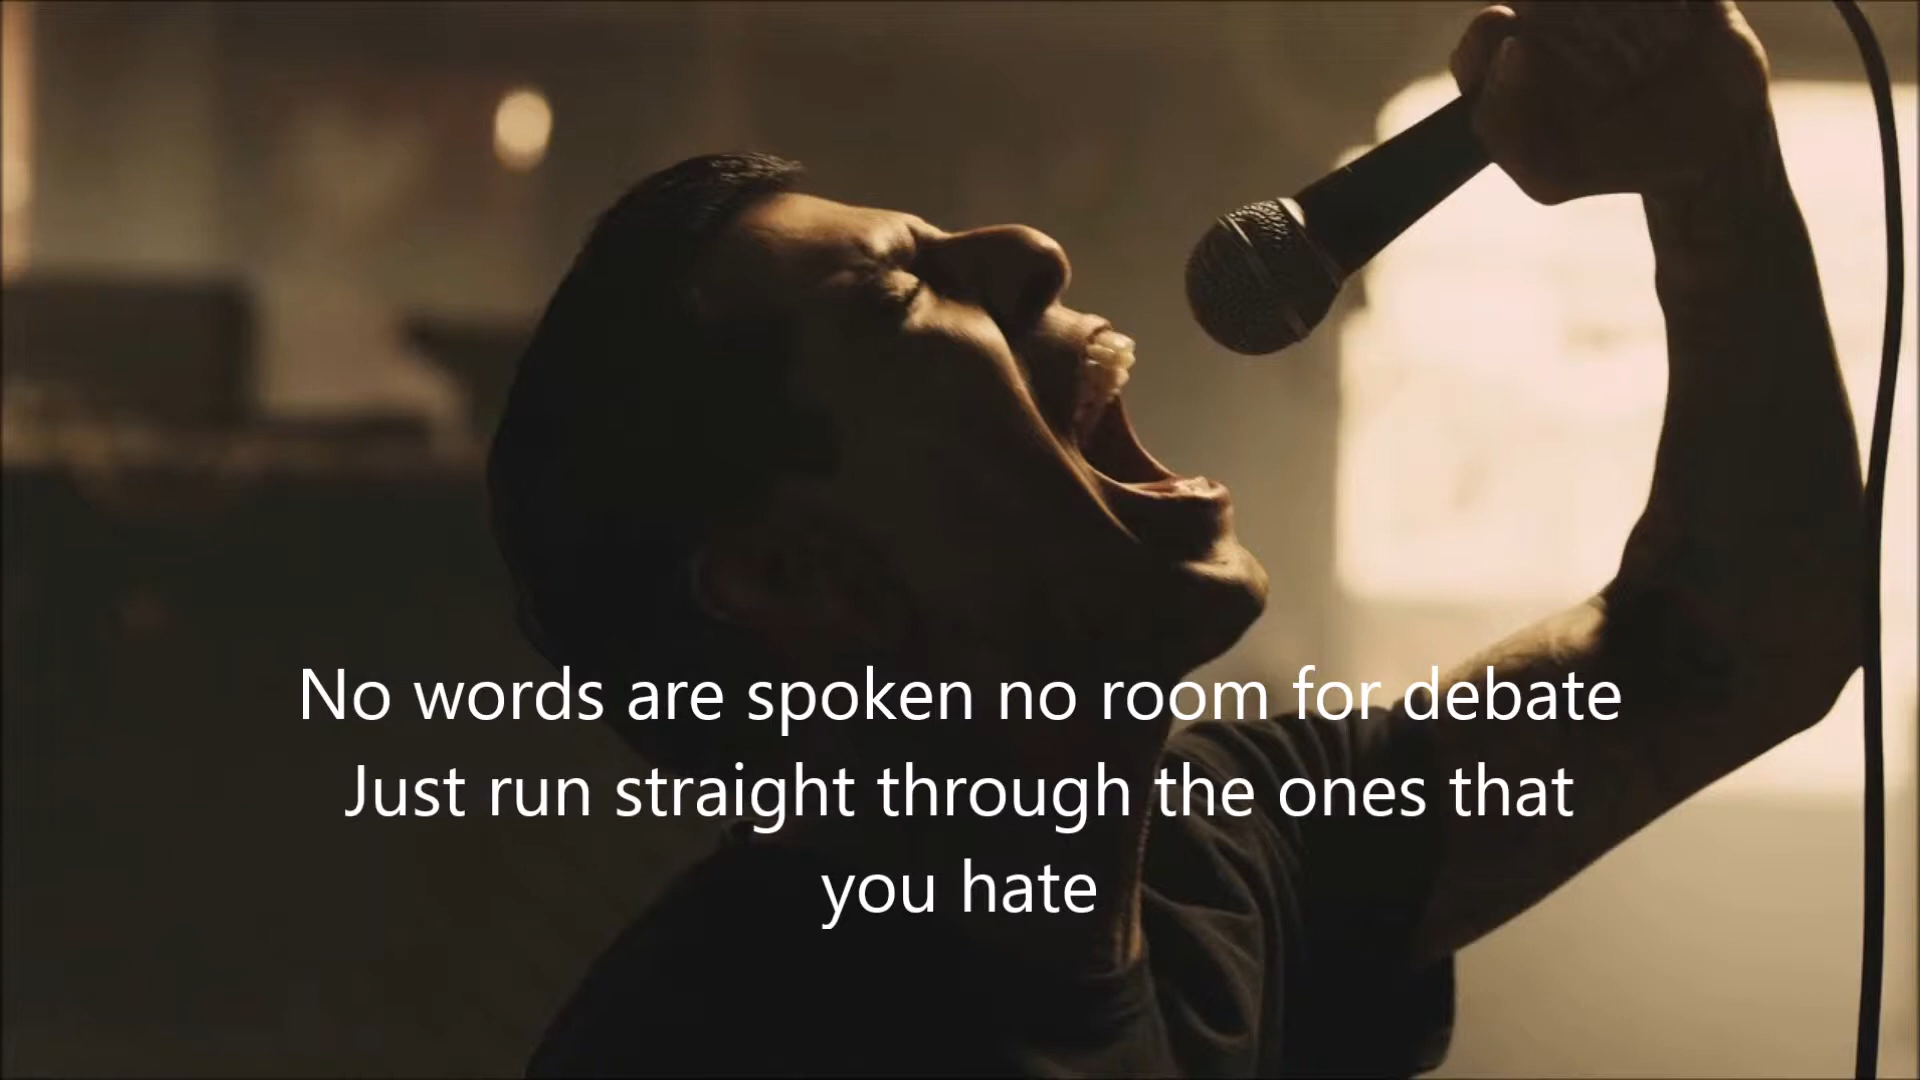 No words are spoken no room for debate
Just run straight through the ones that
you hate